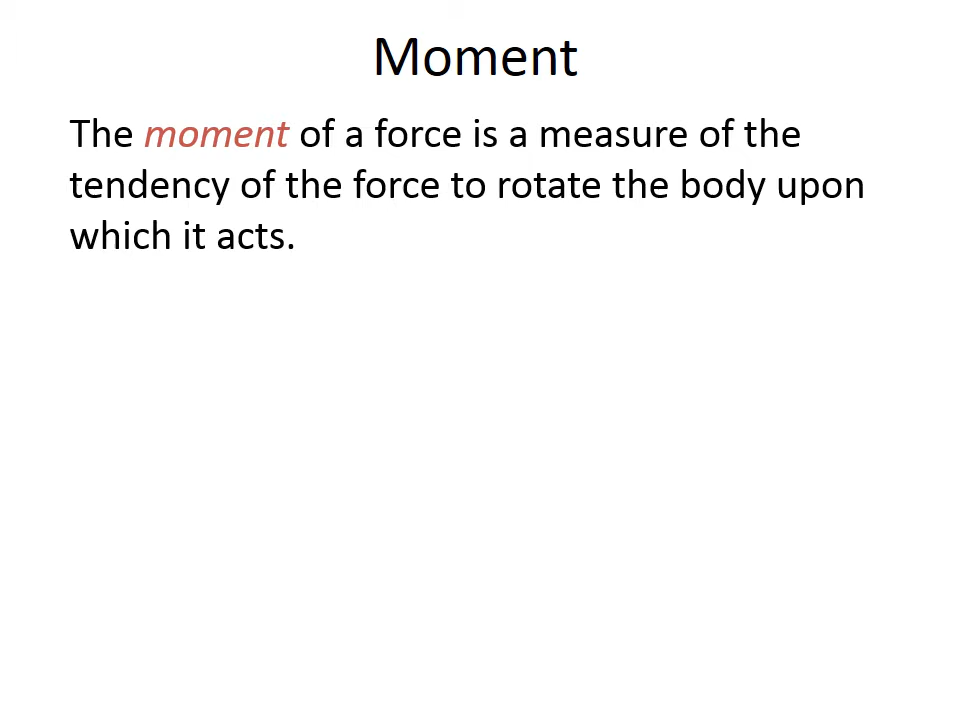 Moment
The moment of a force is a measure of the
tendency of the force to rotate the body upon
which it acts.